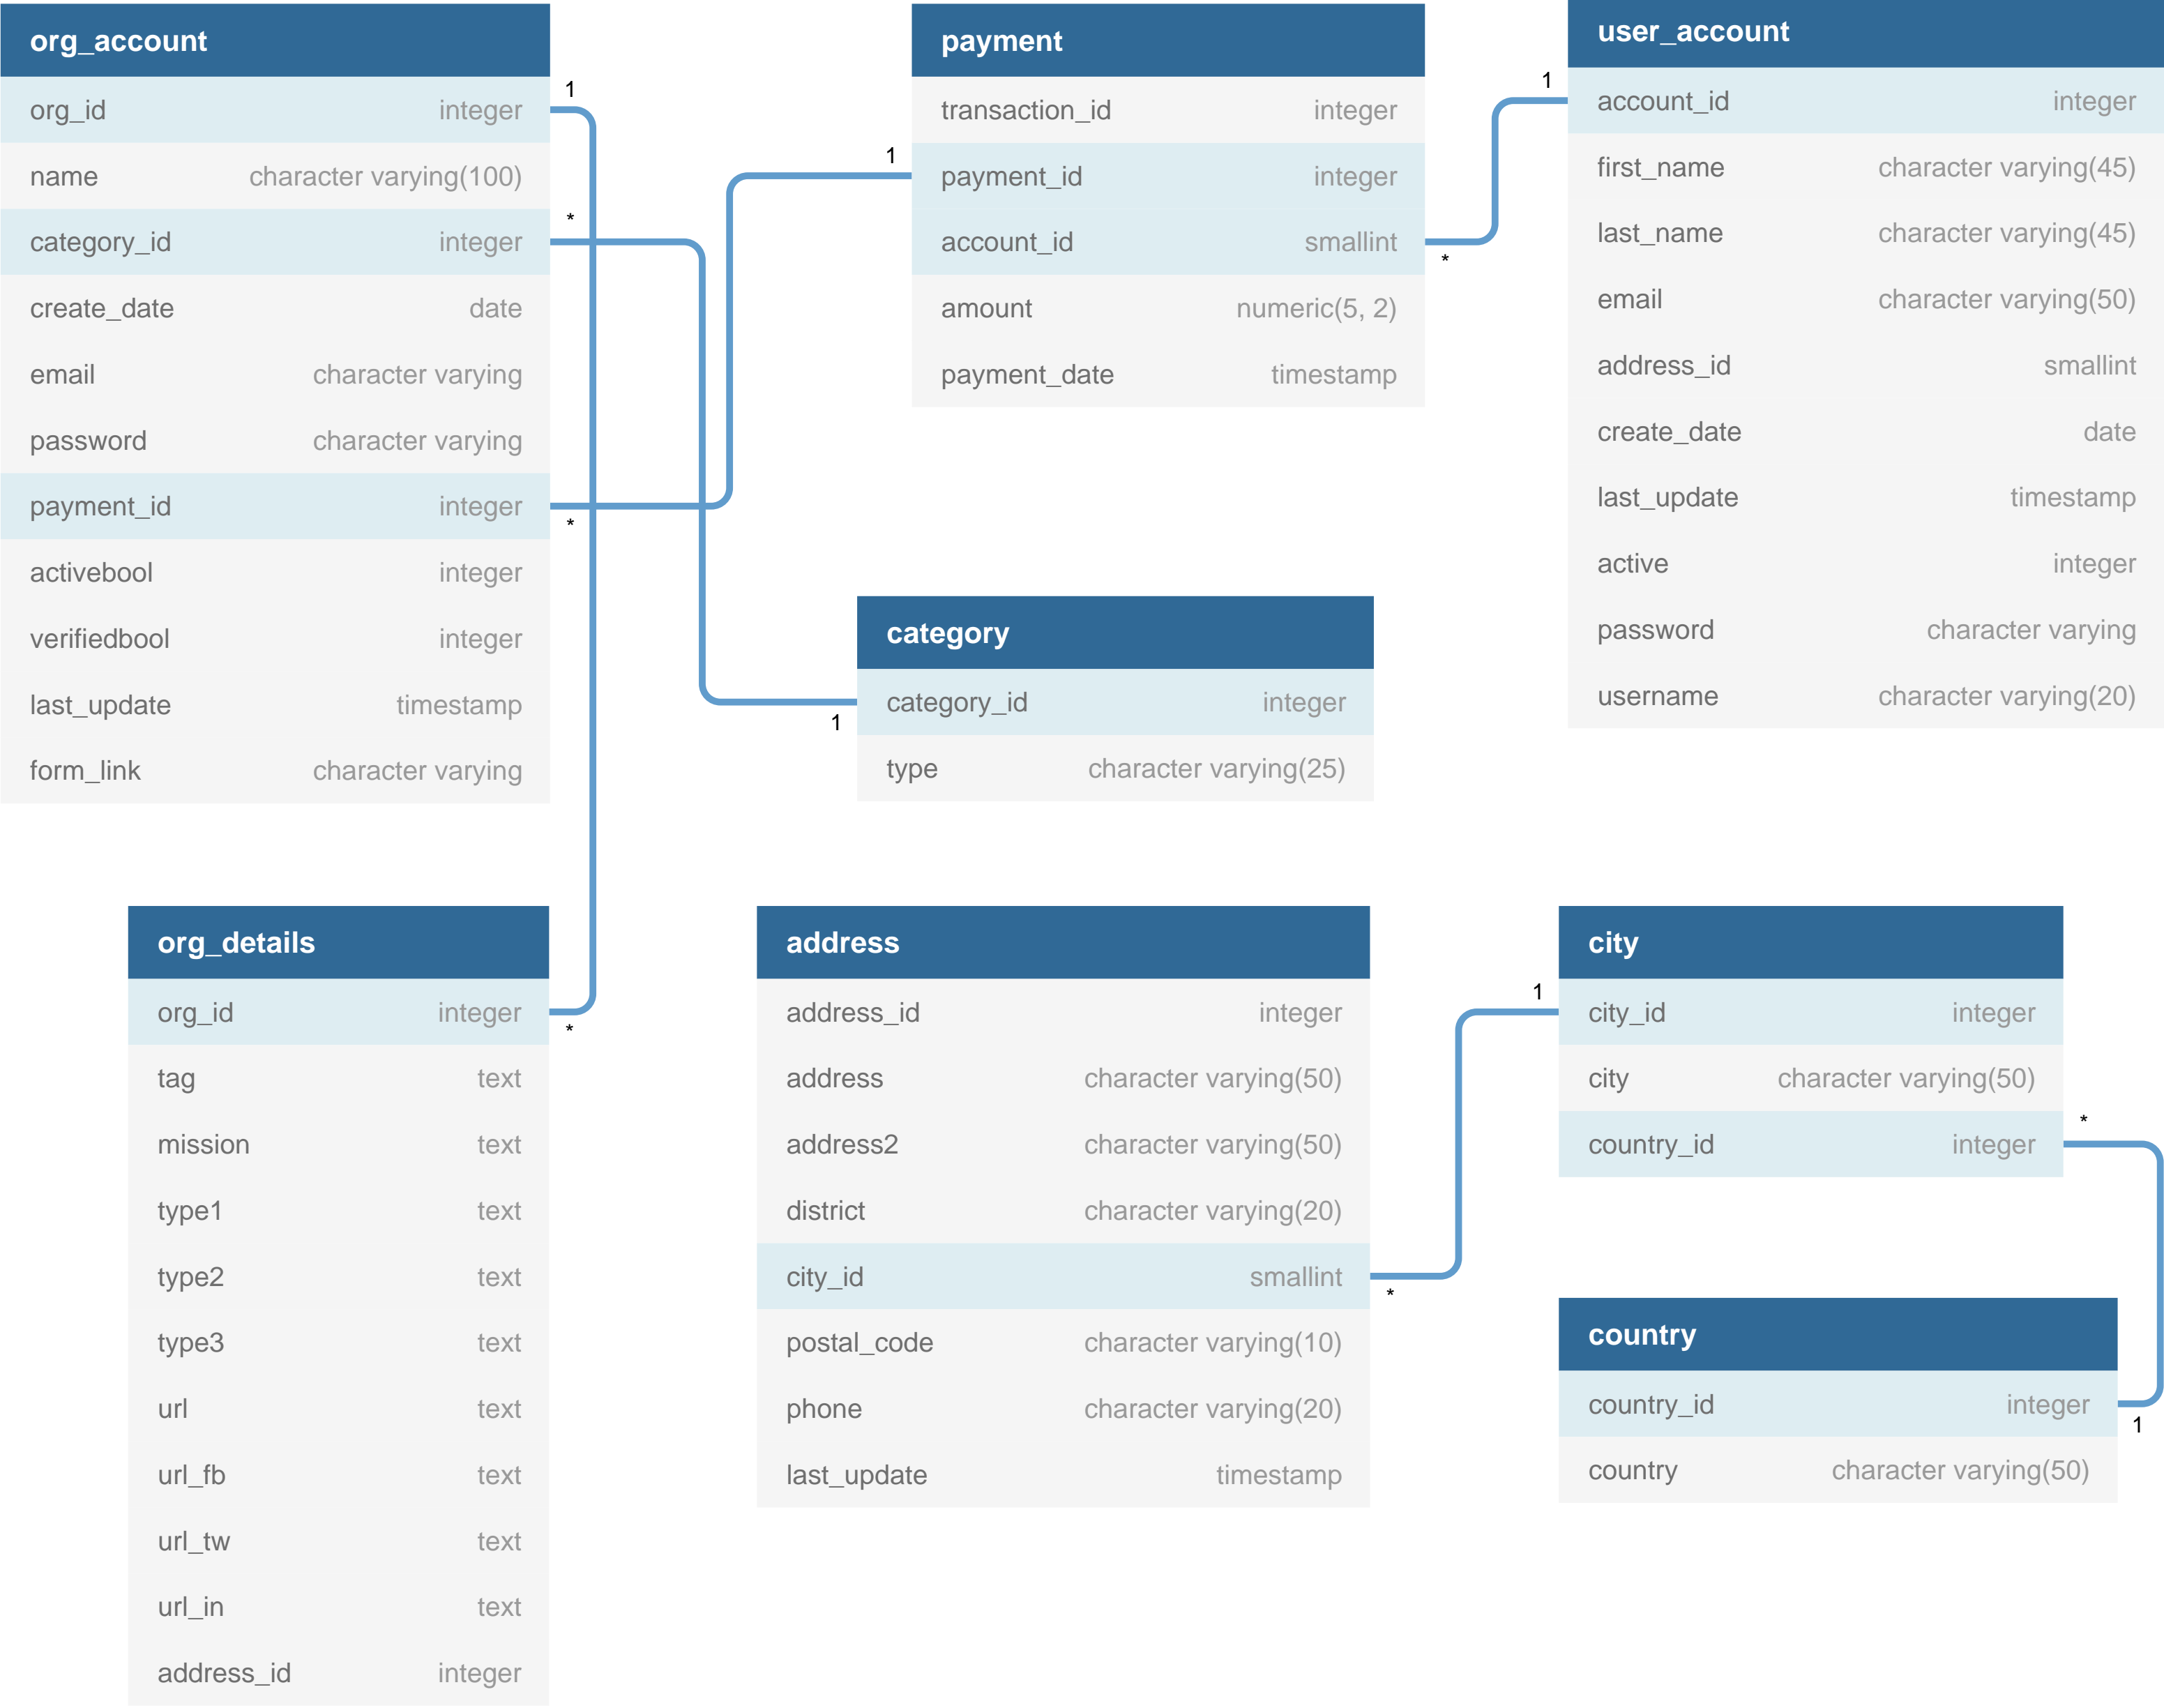 org_account
org_id integer
name character varying(100)
category_id integer
create_date date
email character varying
password character varying
payment_id integer
activebool integer
verifiedbool integer
last_update timestamp
form_link character varying
1
*
*
payment
transaction_id integer
payment_id integer
account_id smallint
amount numeric(5, 2)
payment_date timestamp
1
*
user_account
account_id integer
first_name character varying(45)
last_name character varying(45)
email character varying(50)
address_id smallint
create_date date
last_update timestamp
active integer
password character varying
username character varying(20)
1
category
category_id integer
type character varying(25)
1
org_details
org_id integer
tag text
mission text
type1 text
type2 text
type3 text
url text
url_fb text
url_tw text
url_in text
address_id integer
*
address
address_id integer
address character varying(50)
address2 character varying(50)
district character varying(20)
city_id smallint
postal_code character varying(10)
phone character varying(20)
last_update timestamp
*
city
city_id integer
city character varying(50)
country_id integer
1
*
country
country_id integer
country character varying(50)
1